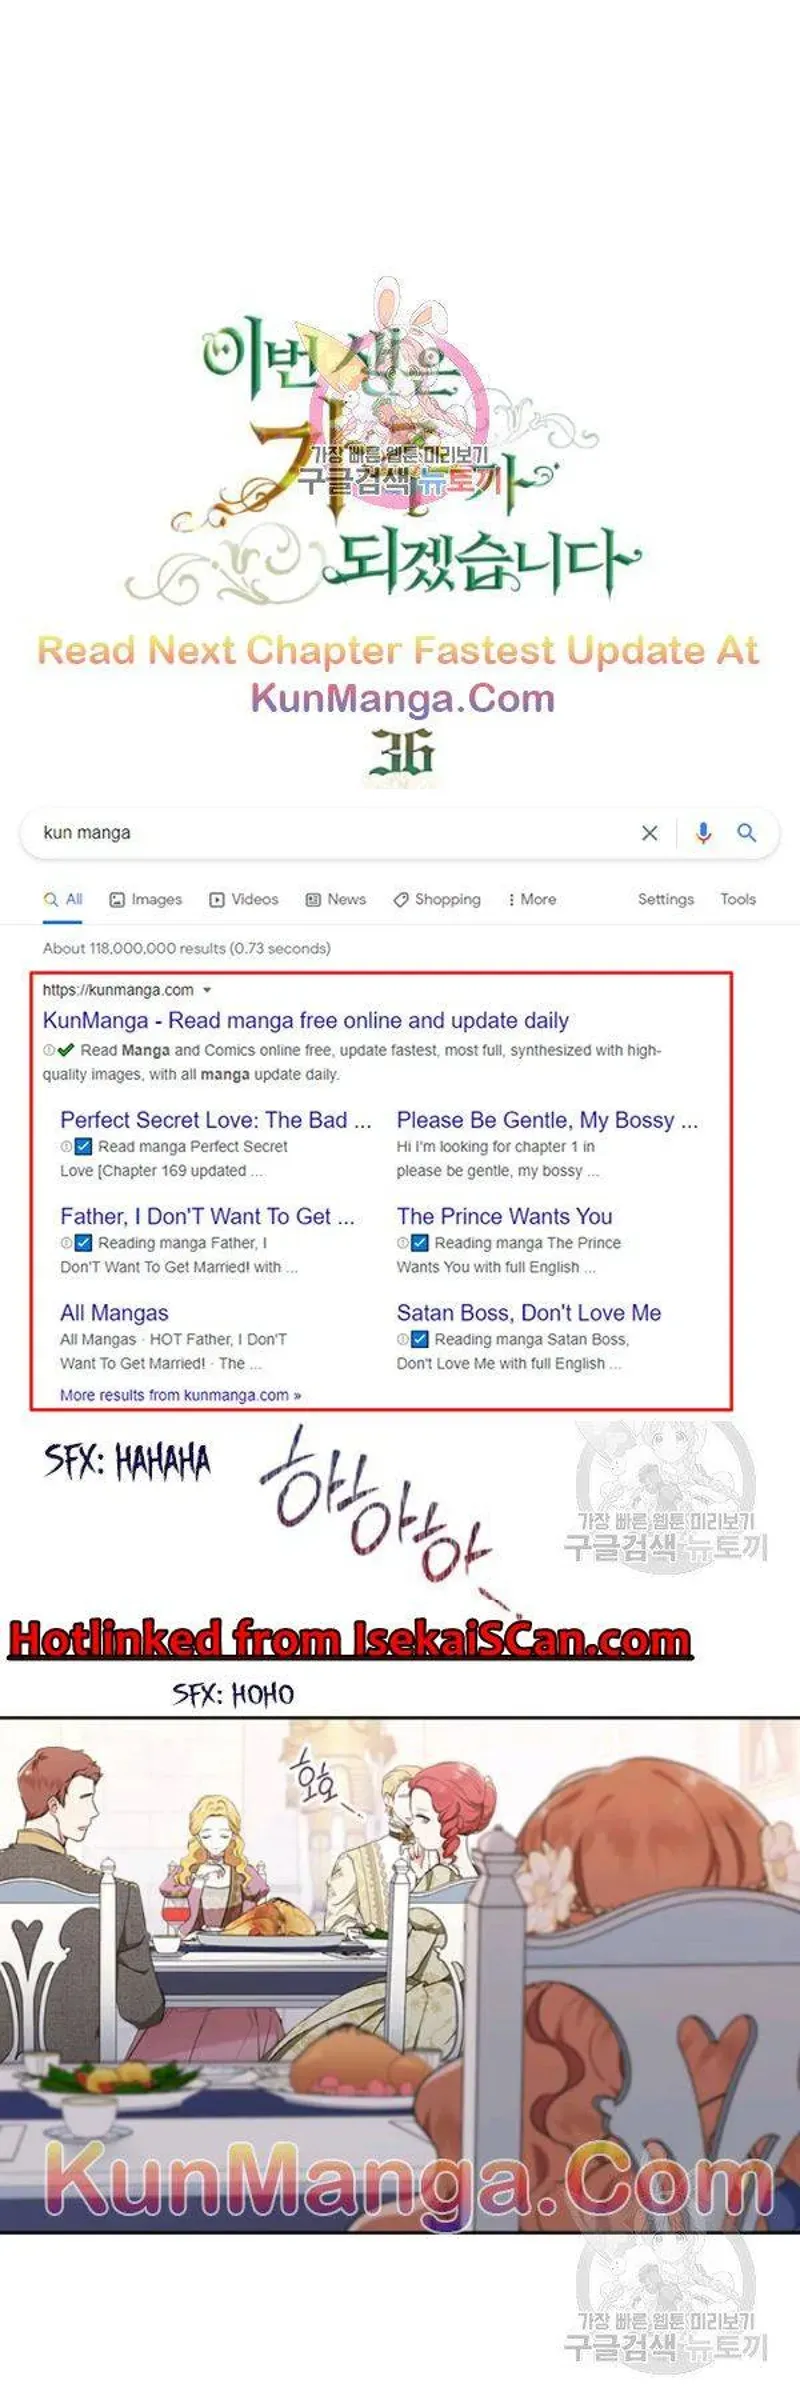 이번 생은
가장 빠른 웹툰 미리보기
구글검색 뉴토끼
되겠습니다
Read Next Chapter Fastest Update At
KunManga.Com
36
kun manga
All Images Videos News Shopping More Settings Tools
About 118,000,000 results (0.73 seconds)
https://kunmanga.com
KunManga - Read manga free online and update daily
Read Manga and Comics online free, update fastest, most full, synthesized with high-
quality images, with all manga update daily.
Perfect Secret Love: The Bad ...
Read manga Perfect Secret
Love [Chapter 169 updated ...
Please Be Gentle, My Bossy ...
Hi I'm looking for chapter 1 in
please be gentle, my bossy ...
Father, I Don'T Want To Get ...
Reading manga Father, I
Don'T Want To Get Married! with ...
The Prince Wants You
Reading manga The Prince
Wants You with full English ...
All Mangas
All Mangas · HOT Father, I Don'T
Want To Get Married! · The ...
Satan Boss, Don't Love Me
Reading manga Satan Boss,
Don't Love Me with full English ...
More results from kunmanga.com »
SFX: HAHAHA
하하하
가장 빠른 웹툰 미리보기
구글검색 뉴토끼
Hotlinked from IsekaiSCan.com
SFX: HOHO
호호
KunManga.Com
가장 빠른 웹툰 미리보기
구글검색 뉴토끼